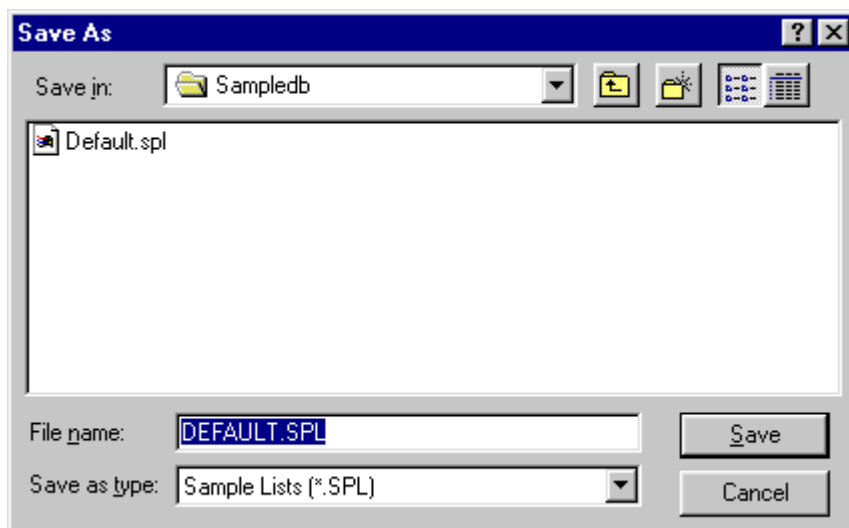 Save As
Save in: Sampledb
Default.spl
File name: DEFAULT.SPL Save
Save as type: Sample Lists (*.SPL) Cancel